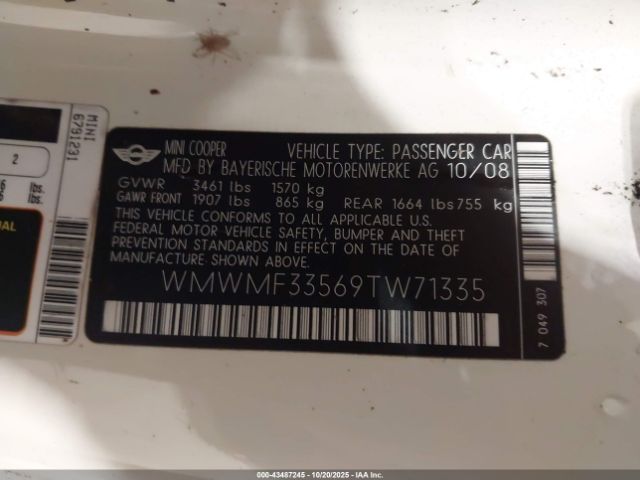 MINI
6791231
2
6 lbs.
5 lbs.
MINI COOPER VEHICLE TYPE: PASSENGER CAR
MFD BY BAYERISCHE MOTORENWERKE AG 10/08
GVWR 3461 lbs 1570 kg
GAWR FRONT 1907 lbs 865 kg REAR 1664 lbs 755 kg
THIS VEHICLE CONFORMS TO ALL APPLICABLE U.S.
FEDERAL MOTOR VEHICLE SAFETY, BUMPER AND THEFT
PREVENTION STANDARDS IN EFFECT ON THE DATE OF
MANUFACTURE SHOWN ABOVE:
WMWMF33569TW71335
7 049 307
000-43487245 - 10/20/2025 - IAA Inc.